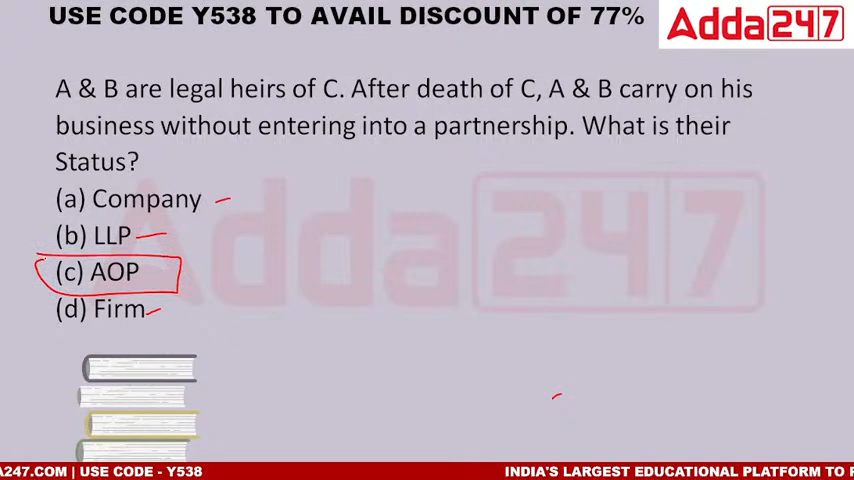 USE CODE Y538 TO AVAIL DISCOUNT OF 77%
Adda247
A & B are legal heirs of C. After death of C, A & B carry on his
business without entering into a partnership. What is their
Status?
(a) Company
(b) LLP
(c) AOP
(d) Firm
Adda247
A247.COM | USE CODE - Y538
INDIA'S LARGEST EDUCATIONAL PLATFORM TO